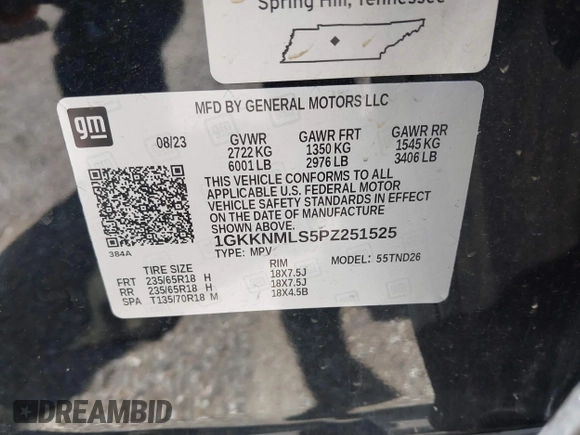 Spring Hill, Tennessee
MFD BY GENERAL MOTORS LLC
gm
08/23 GVWR GAWR FRT GAWR RR
2722 KG 1350 KG 1545 KG
6001 LB 2976 LB 3406 LB
THIS VEHICLE CONFORMS TO ALL
APPLICABLE U.S. FEDERAL MOTOR
VEHICLE SAFETY STANDARDS IN EFFECT
ON THE DATE OF MANUFACTURE
SHOWN ABOVE.
1GKKNMLS5PZ251525
384A
TYPE: MPV MODEL: 55TND26
TIRE SIZE RIM
FRT 235/65R18 H 18X7.5J
RR 235/65R18 H 18X7.5J
SPA T135/70R18 M 18X4.5B
DREAMBID